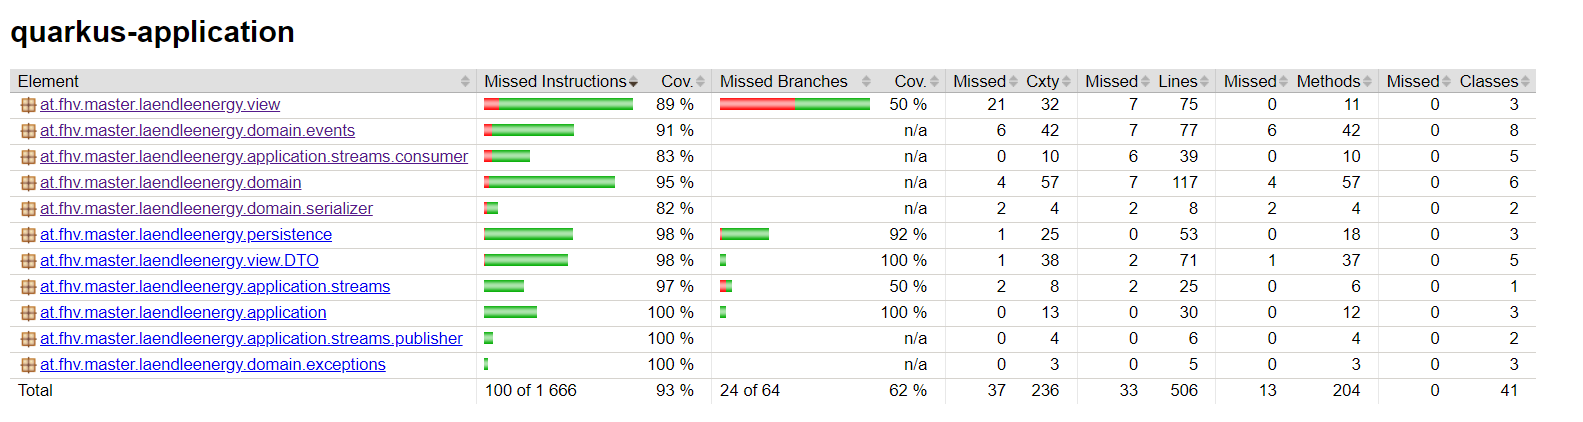 quarkus-application
Element Missed Instructions Cov. Missed Branches Cov. Missed Cxty Missed Lines Missed Methods Missed Classes
at.fhv.master.laendleenergy.view 89 % 50 % 21 32 7 75 0 11 0 3
at.fhv.master.laendleenergy.domain.events 91 % n/a 6 42 7 77 6 42 0 8
at.fhv.master.laendleenergy.application.streams.consumer 83 % n/a 0 10 6 39 0 10 0 5
at.fhv.master.laendleenergy.domain 95 % n/a 4 57 7 117 4 57 0 6
at.fhv.master.laendleenergy.domain.serializer 82 % n/a 2 4 2 8 2 4 0 2
at.fhv.master.laendleenergy.persistence 98 % 92 % 1 25 0 53 0 18 0 3
at.fhv.master.laendleenergy.view.DTO 98 % 100 % 1 38 2 71 1 37 0 5
at.fhv.master.laendleenergy.application.streams 97 % 50 % 2 8 2 25 0 6 0 1
at.fhv.master.laendleenergy.application 100 % 100 % 0 13 0 30 0 12 0 3
at.fhv.master.laendleenergy.application.streams.publisher 100 % n/a 0 4 0 6 0 4 0 2
at.fhv.master.laendleenergy.domain.exceptions 100 % n/a 0 3 0 5 0 3 0 3
Total 100 of 1 666 93 % 24 of 64 62 % 37 236 33 506 13 204 0 41